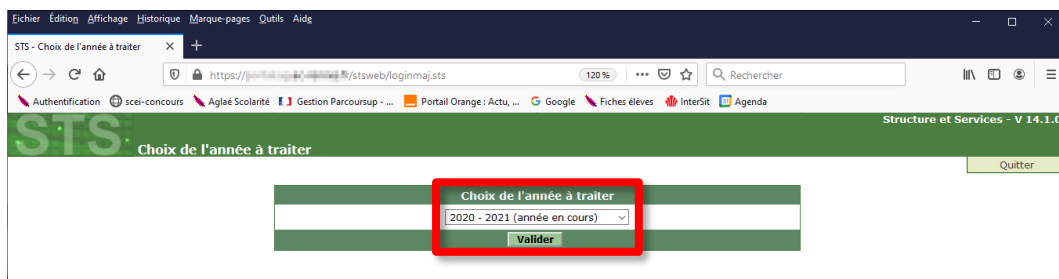 Fichier Édition Affichage Historique Marque-pages Outils Aide
STS - Choix de l'année à traiter
https:// /stsweb/loginmaj.sts 120 % Rechercher
Authentification scei-concours Aglaé Scolarité Gestion Parcoursup - ... Portail Orange : Actu, ... Google Fiches élèves InterSit Agenda
Structure et Services - V 14.1.0
STS Choix de l'année à traiter
Quitter
Choix de l'année à traiter
2020 - 2021 (année en cours)
Valider